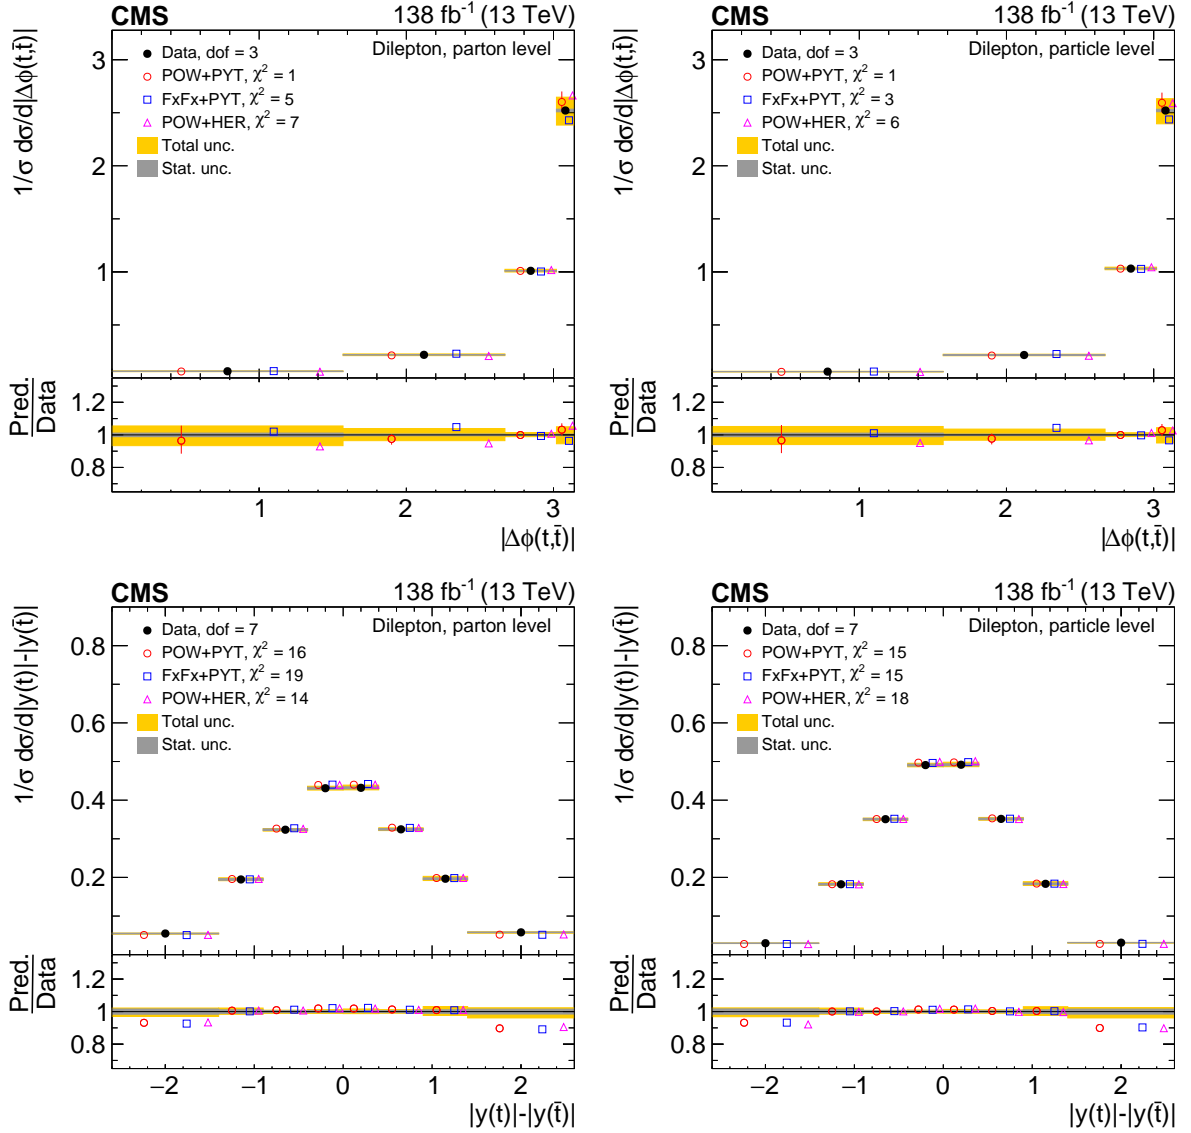 CMS 138 fb⁻¹ (13 TeV)
Dilepton, parton level
Data, dof = 3
POW+PYT, χ² = 1
FxFx+PYT, χ² = 5
POW+HER, χ² = 7
Total unc.
Stat. unc.
1/σ dσ/d|Δϕ(t,t̄)|
3
2
1
Pred.
Data
1.2
1
0.8
1 2 3
|Δϕ(t,t̄)|
CMS 138 fb⁻¹ (13 TeV)
Dilepton, particle level
Data, dof = 3
POW+PYT, χ² = 1
FxFx+PYT, χ² = 3
POW+HER, χ² = 6
Total unc.
Stat. unc.
1/σ dσ/d|Δϕ(t,t̄)|
3
2
1
Pred.
Data
1.2
1
0.8
1 2 3
|Δϕ(t,t̄)|
CMS 138 fb⁻¹ (13 TeV)
Dilepton, parton level
Data, dof = 7
POW+PYT, χ² = 16
FxFx+PYT, χ² = 19
POW+HER, χ² = 14
Total unc.
Stat. unc.
1/σ dσ/d|y(t)|-|y(t̄)|
0.8
0.6
0.4
0.2
Pred.
Data
1.2
1
0.8
−2 −1 0 1 2
|y(t)|-|y(t̄)|
CMS 138 fb⁻¹ (13 TeV)
Dilepton, particle level
Data, dof = 7
POW+PYT, χ² = 15
FxFx+PYT, χ² = 15
POW+HER, χ² = 18
Total unc.
Stat. unc.
1/σ dσ/d|y(t)|-|y(t̄)|
0.8
0.6
0.4
0.2
Pred.
Data
1.2
1
0.8
−2 −1 0 1 2
|y(t)|-|y(t̄)|